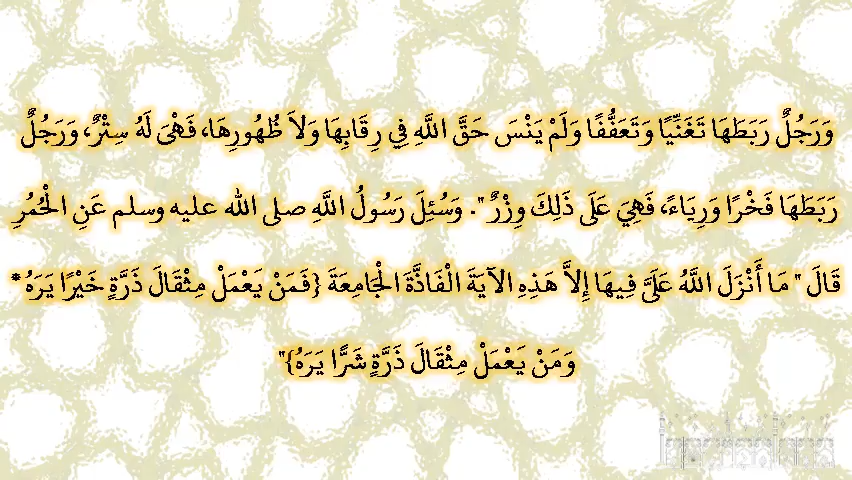 وَرَجُلٌ رَبَطَهَا تَغَنِّيًا وَتَعَفُّفًا وَلَمْ يَنْسَ حَقَّ اللَّهِ فِي رِقَابِهَا وَلاَ ظُهُورِهَا، فَهْىَ لَهُ سِتْرٌ، وَرَجُلٌ
رَبَطَهَا فَخْرًا وَرِيَاءً، فَهِيَ عَلَى ذَلِكَ وِزْرٌ ‏"‏‏.‏ وَسُئِلَ رَسُولُ اللَّهِ صلى الله عليه وسلم عَنِ الْحُمُرِ
قَالَ ‏"‏ مَا أَنْزَلَ اللَّهُ عَلَىَّ فِيهَا إِلاَّ هَذِهِ الآيَةَ الْفَاذَّةَ الْجَامِعَةَ {فَمَنْ يَعْمَلْ مِثْقَالَ ذَرَّةٍ خَيْرًا يَرَهُ *
وَمَنْ يَعْمَلْ مِثْقَالَ ذَرَّةٍ شَرًّا يَرَهُ}"